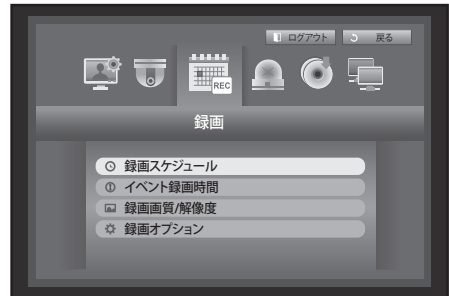 ログアウト 戻る
REC
録画
録画スケジュール
イベント録画時間
録画画質/解像度
録画オプション